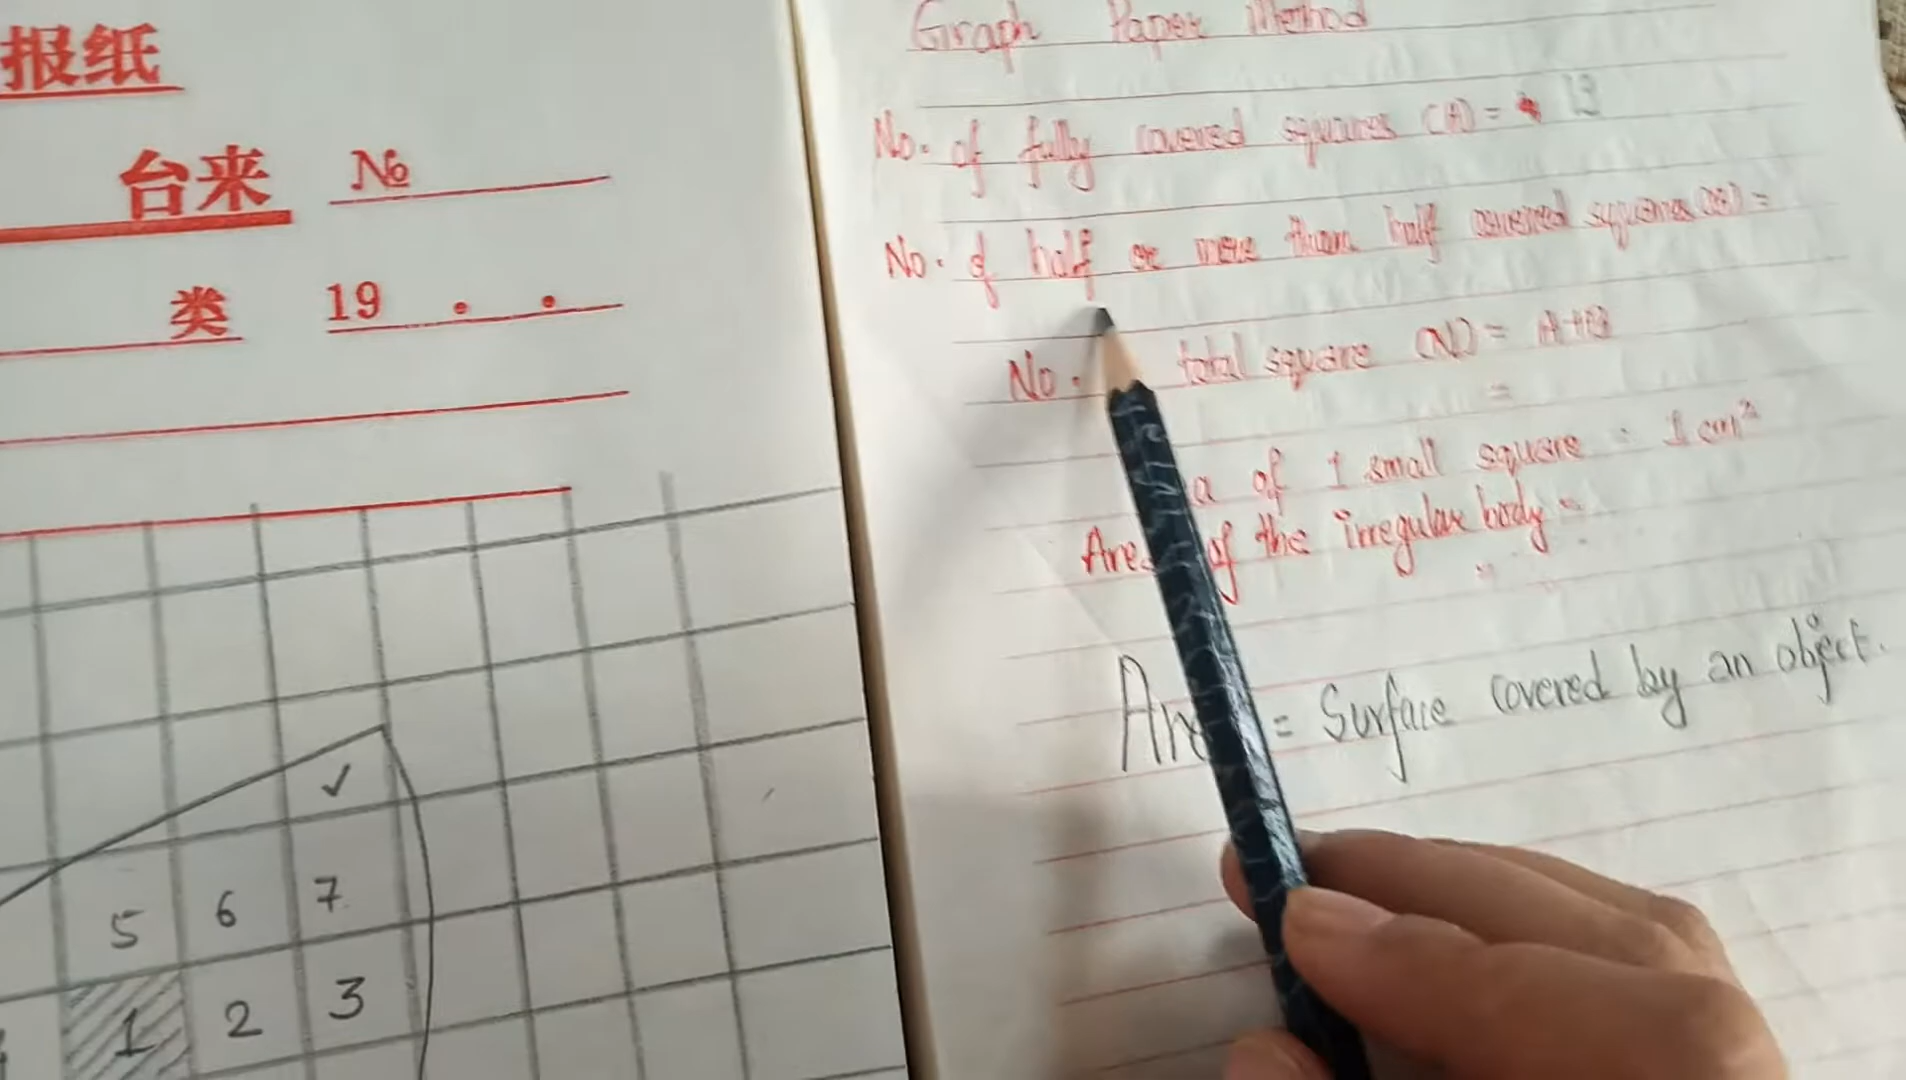 报纸
台来 №
类 19 . .
✓
5 6 7
1 2 3
Graph Paper Method
No. of fully covered squares (A) = 13
No. of half or more than half covered squares (B) =
No. total square (N) = A+B
=
of 1 small square = 1 cm²
Area of the irregular body =
Area = Surface covered by an object.